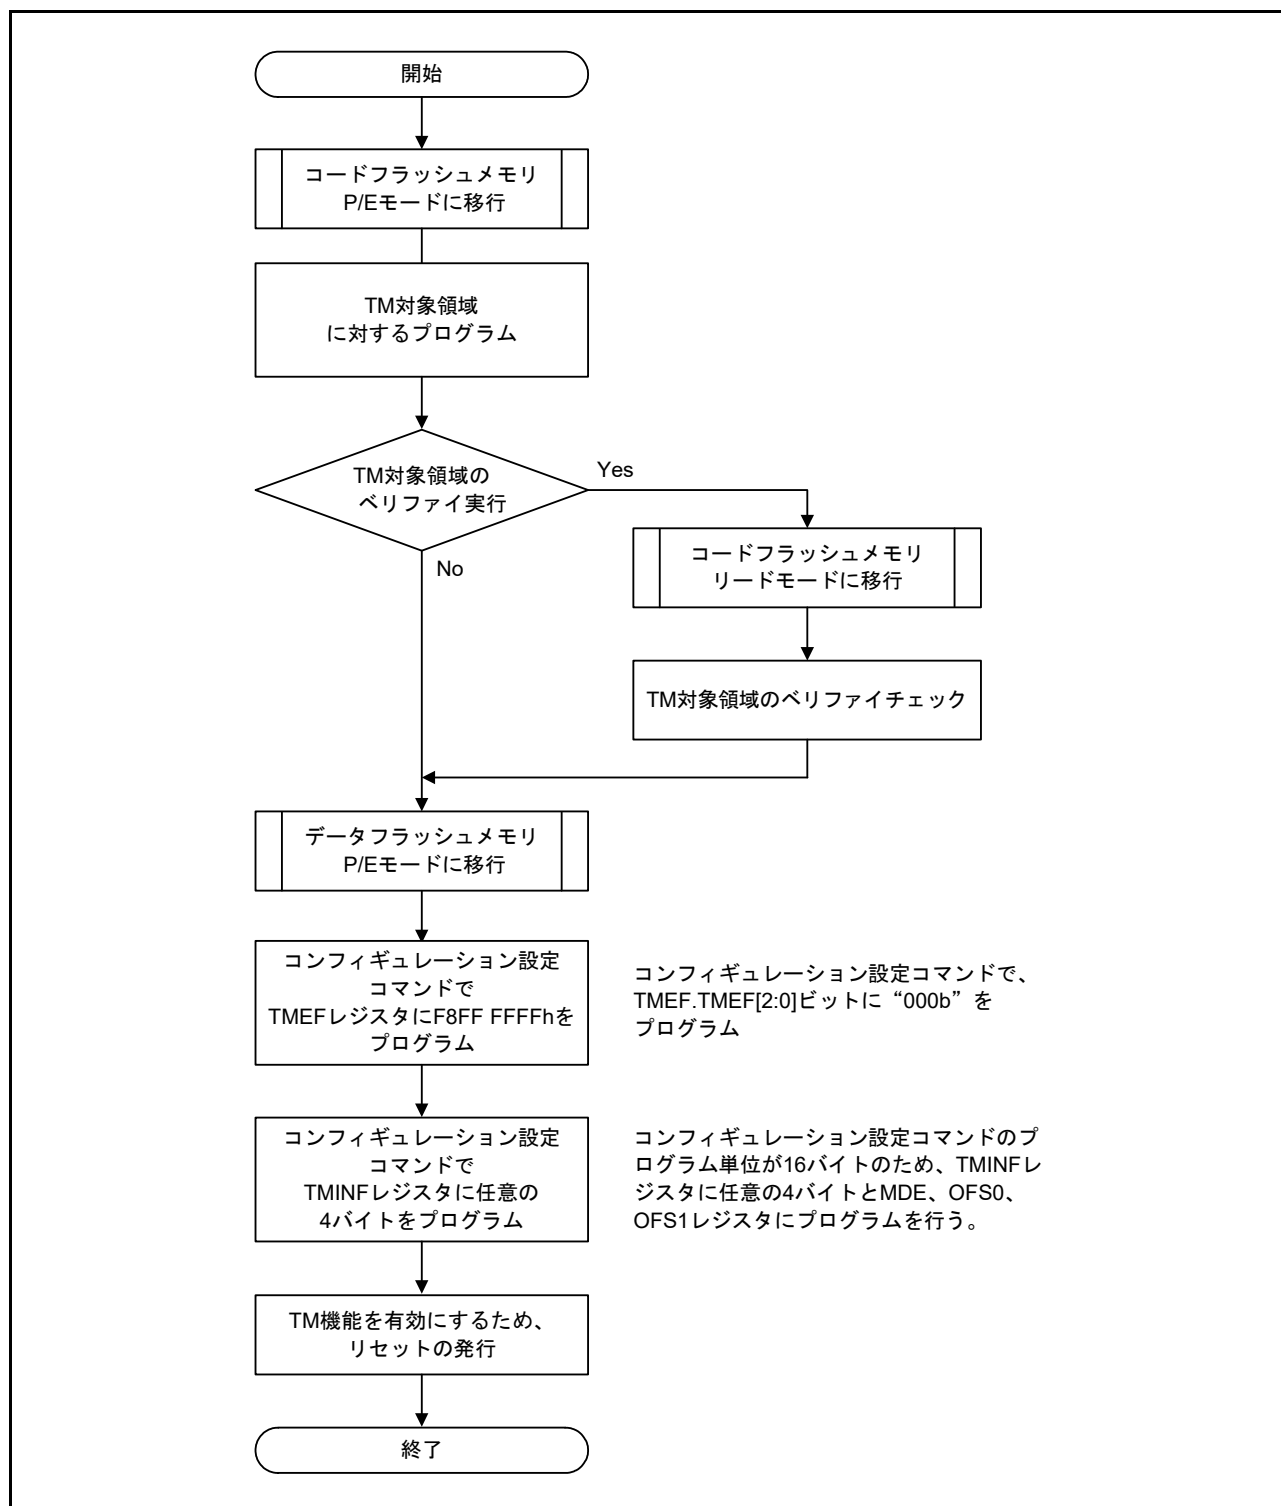 開始
コードフラッシュメモリ
P/Eモードに移行
TM対象領域
に対するプログラム
TM対象領域の
ベリファイ実行
Yes
No
コードフラッシュメモリ
リードモードに移行
TM対象領域のベリファイチェック
データフラッシュメモリ
P/Eモードに移行
コンフィギュレーション設定
コマンドで
TMEFレジスタにF8FF FFFFhを
プログラム
コンフィギュレーション設定コマンドで、
TMEF.TMEF[2:0]ビットに“000b”を
プログラム
コンフィギュレーション設定
コマンドで
TMINFレジスタに任意の
4バイトをプログラム
コンフィギュレーション設定コマンドのプ
ログラム単位が16バイトのため、TMINFレ
ジスタに任意の4バイトとMDE、OFS0、
OFS1レジスタにプログラムを行う。
TM機能を有効にするため、
リセットの発行
終了